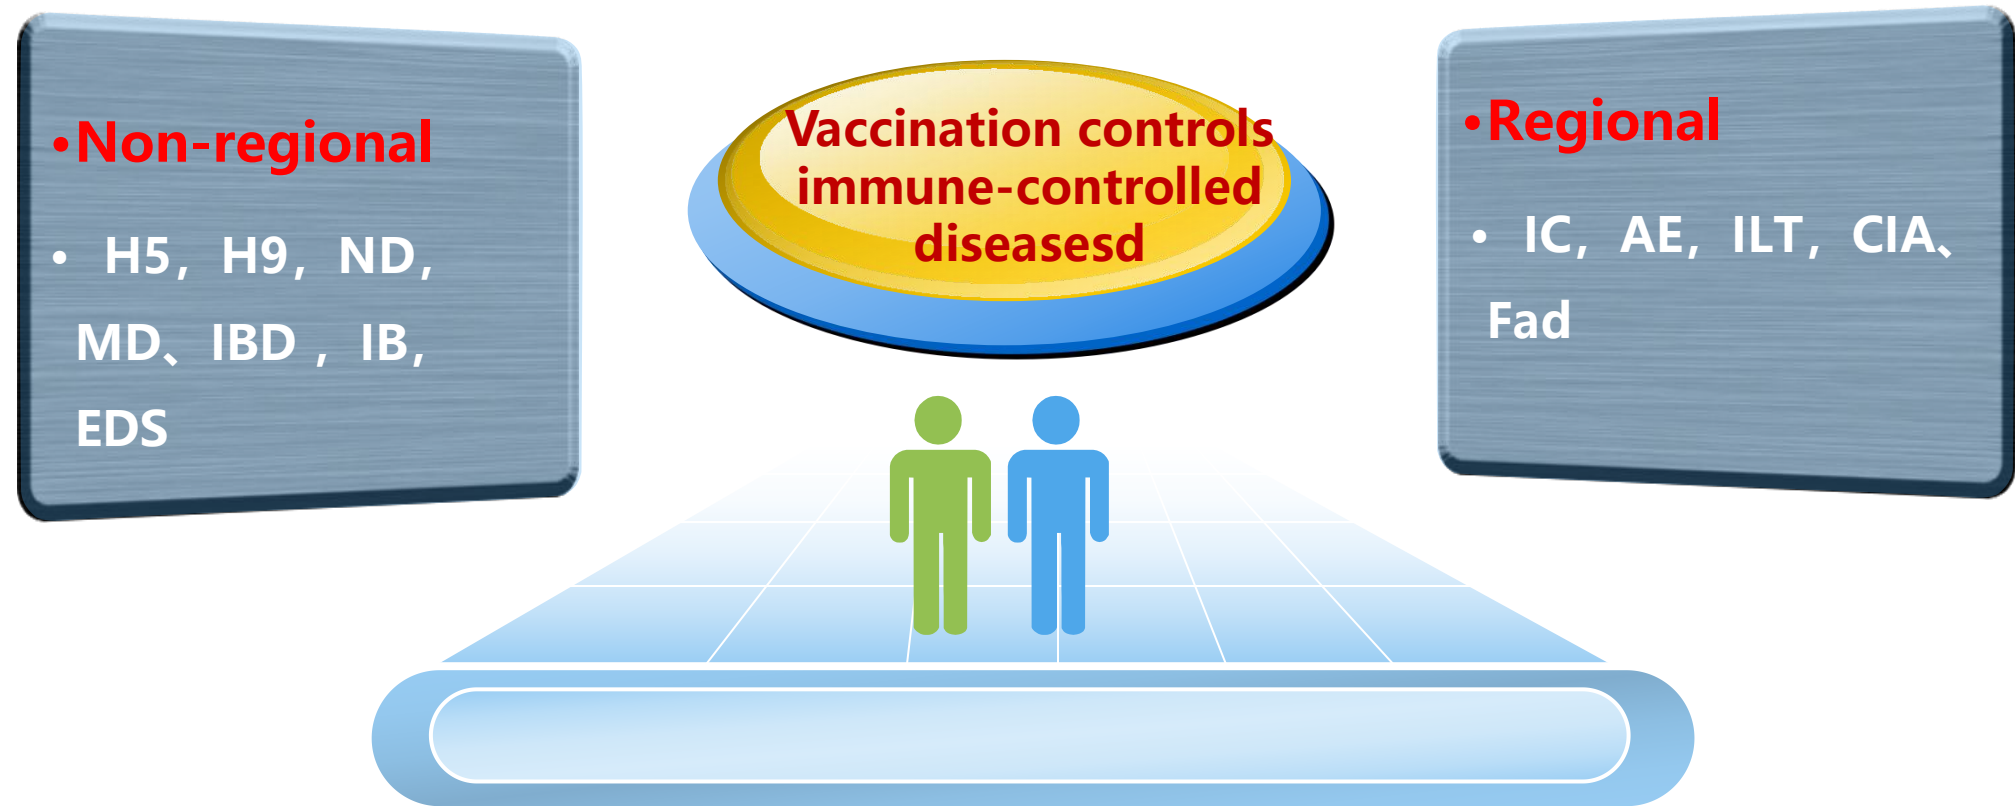 •Non-regional
• H5, H9, ND,
MD、IBD , IB,
EDS
Vaccination controls
immune-controlled
diseasesd
•Regional
• IC, AE, ILT, CIA、
Fad